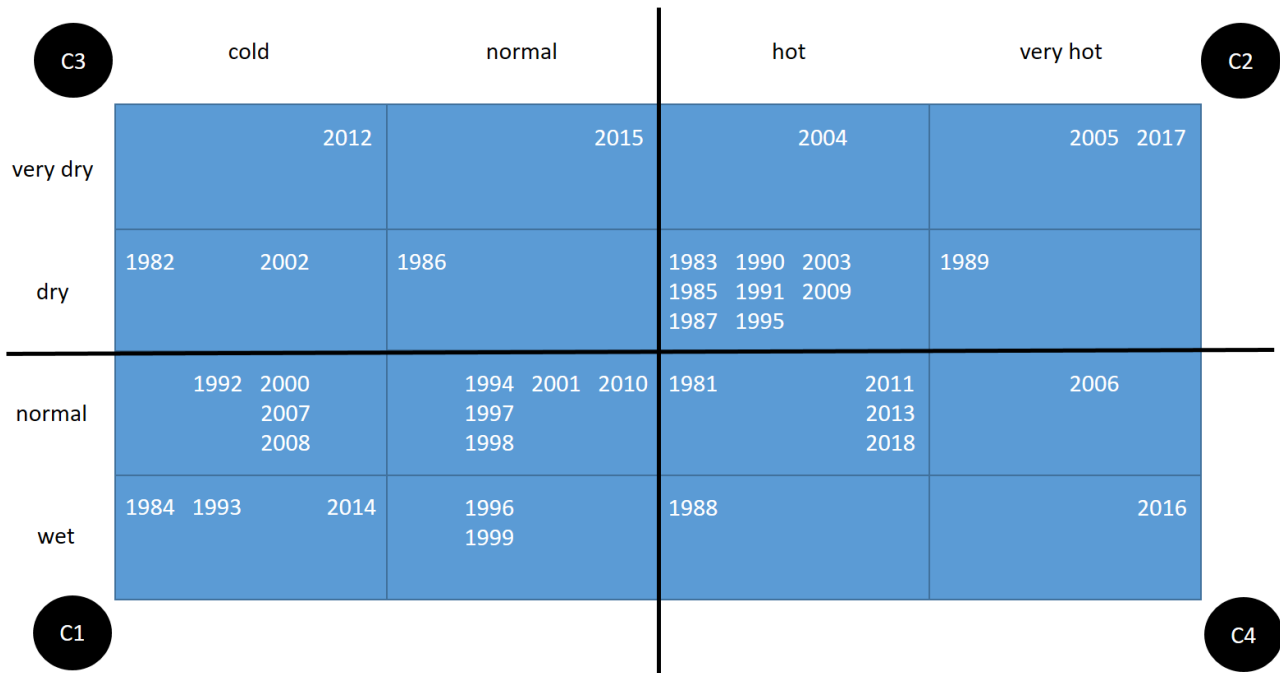 C3 cold normal hot very hot C2
very dry 2012 2015 2004 2005 2017
dry 1982 2002 1986 1983 1990 2003 1989
1985 1991 2009
1987 1995
normal 1992 2000 1994 2001 2010 1981 2011 2006
2007 1997 2013
2008 1998 2018
wet 1984 1993 2014 1996 1988 2016
1999
C1 C4